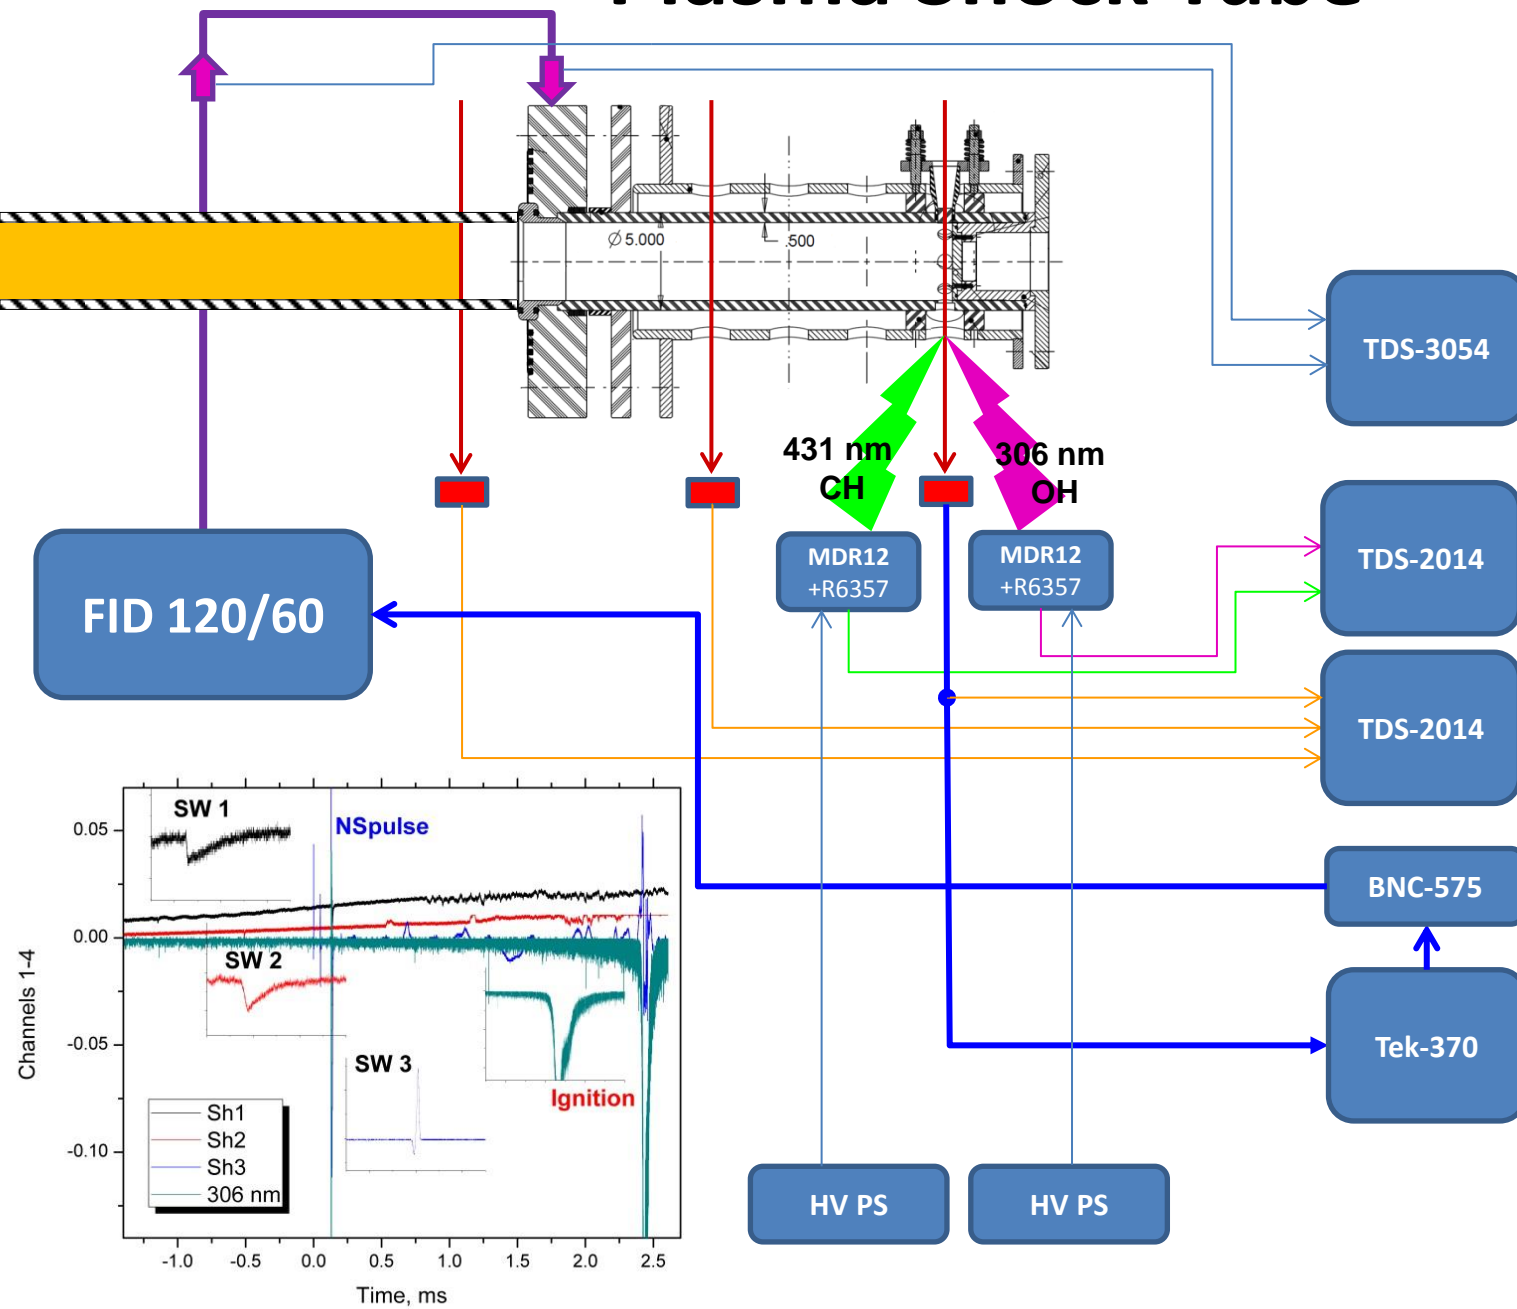 Plasma Shock Tube
Ø 5.000
.500
TDS-3054
431 nm
CH
306 nm
OH
MDR12
+R6357
MDR12
+R6357
TDS-2014
FID 120/60
TDS-2014
BNC-575
Tek-370
HV PS
HV PS
SW 1
NSpulse
SW 2
SW 3
Ignition
Sh1
Sh2
Sh3
306 nm
0.05
0.00
-0.05
-0.10
Channels 1-4
-1.0 -0.5 0.0 0.5 1.0 1.5 2.0 2.5
Time, ms